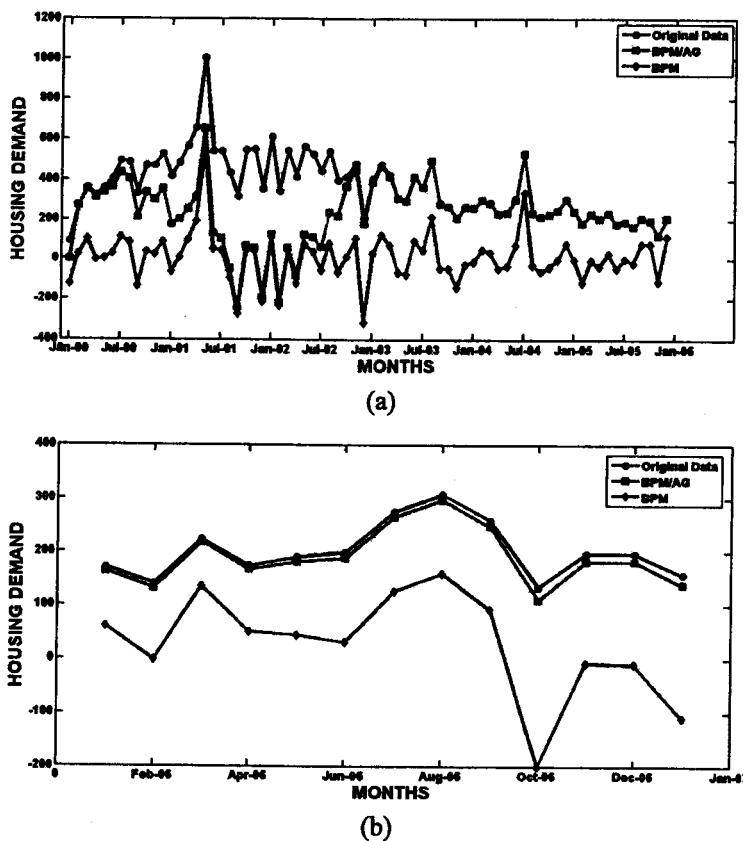 1200
1000
800
600
400
200
0
-200
-400
HOUSING DEMAND
Original Data
BPM/AG
BPM
Jan-00 Jul-00 Jan-01 Jul-01 Jan-02 Jul-02 Jan-03 Jul-03 Jan-04 Jul-04 Jan-05 Jul-05 Jan-06
MONTHS
(a)
400
300
200
100
0
-100
-200
HOUSING DEMAND
Original Data
BPM/AG
BPM
0 Feb-06 Apr-06 Jun-06 Aug-06 Oct-06 Dec-06
MONTHS
(b)